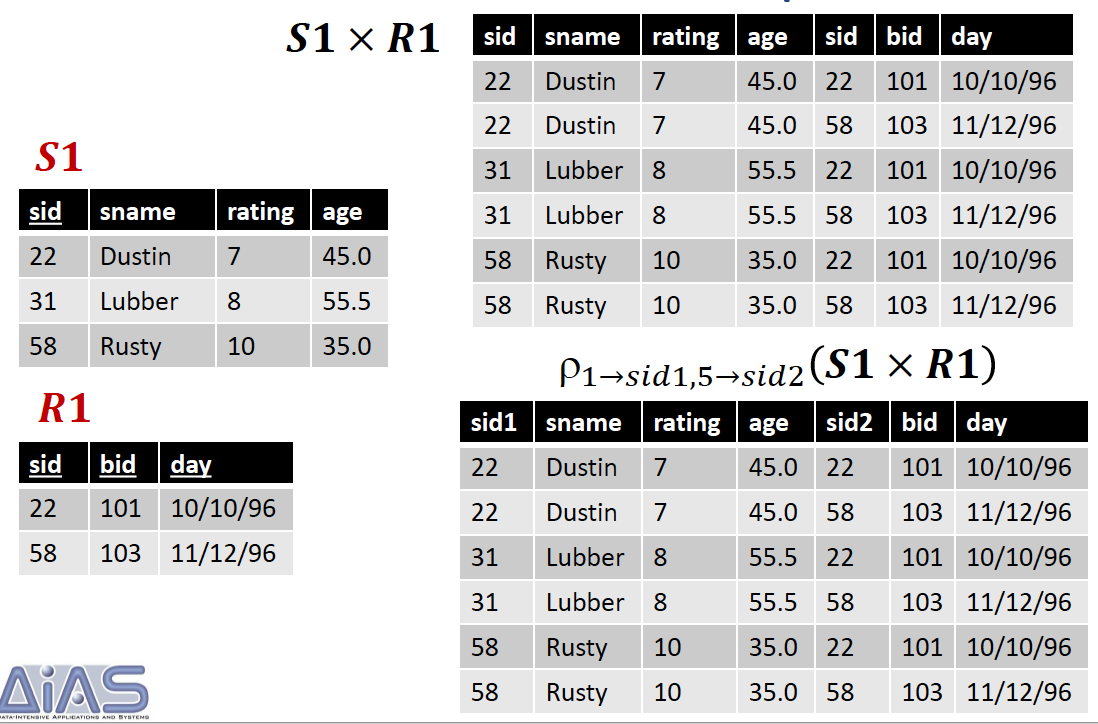 S1 × R1
sid sname rating age sid bid day
22 Dustin 7 45.0 22 101 10/10/96
22 Dustin 7 45.0 58 103 11/12/96
31 Lubber 8 55.5 22 101 10/10/96
31 Lubber 8 55.5 58 103 11/12/96
58 Rusty 10 35.0 22 101 10/10/96
58 Rusty 10 35.0 58 103 11/12/96
S1
sid sname rating age
22 Dustin 7 45.0
31 Lubber 8 55.5
58 Rusty 10 35.0
R1
sid bid day
22 101 10/10/96
58 103 11/12/96
ρ1→sid1,5→sid2(S1 × R1)
sid1 sname rating age sid2 bid day
22 Dustin 7 45.0 22 101 10/10/96
22 Dustin 7 45.0 58 103 11/12/96
31 Lubber 8 55.5 22 101 10/10/96
31 Lubber 8 55.5 58 103 11/12/96
58 Rusty 10 35.0 22 101 10/10/96
58 Rusty 10 35.0 58 103 11/12/96
DiAS
DATA-INTENSIVE APPLICATIONS AND SYSTEMS